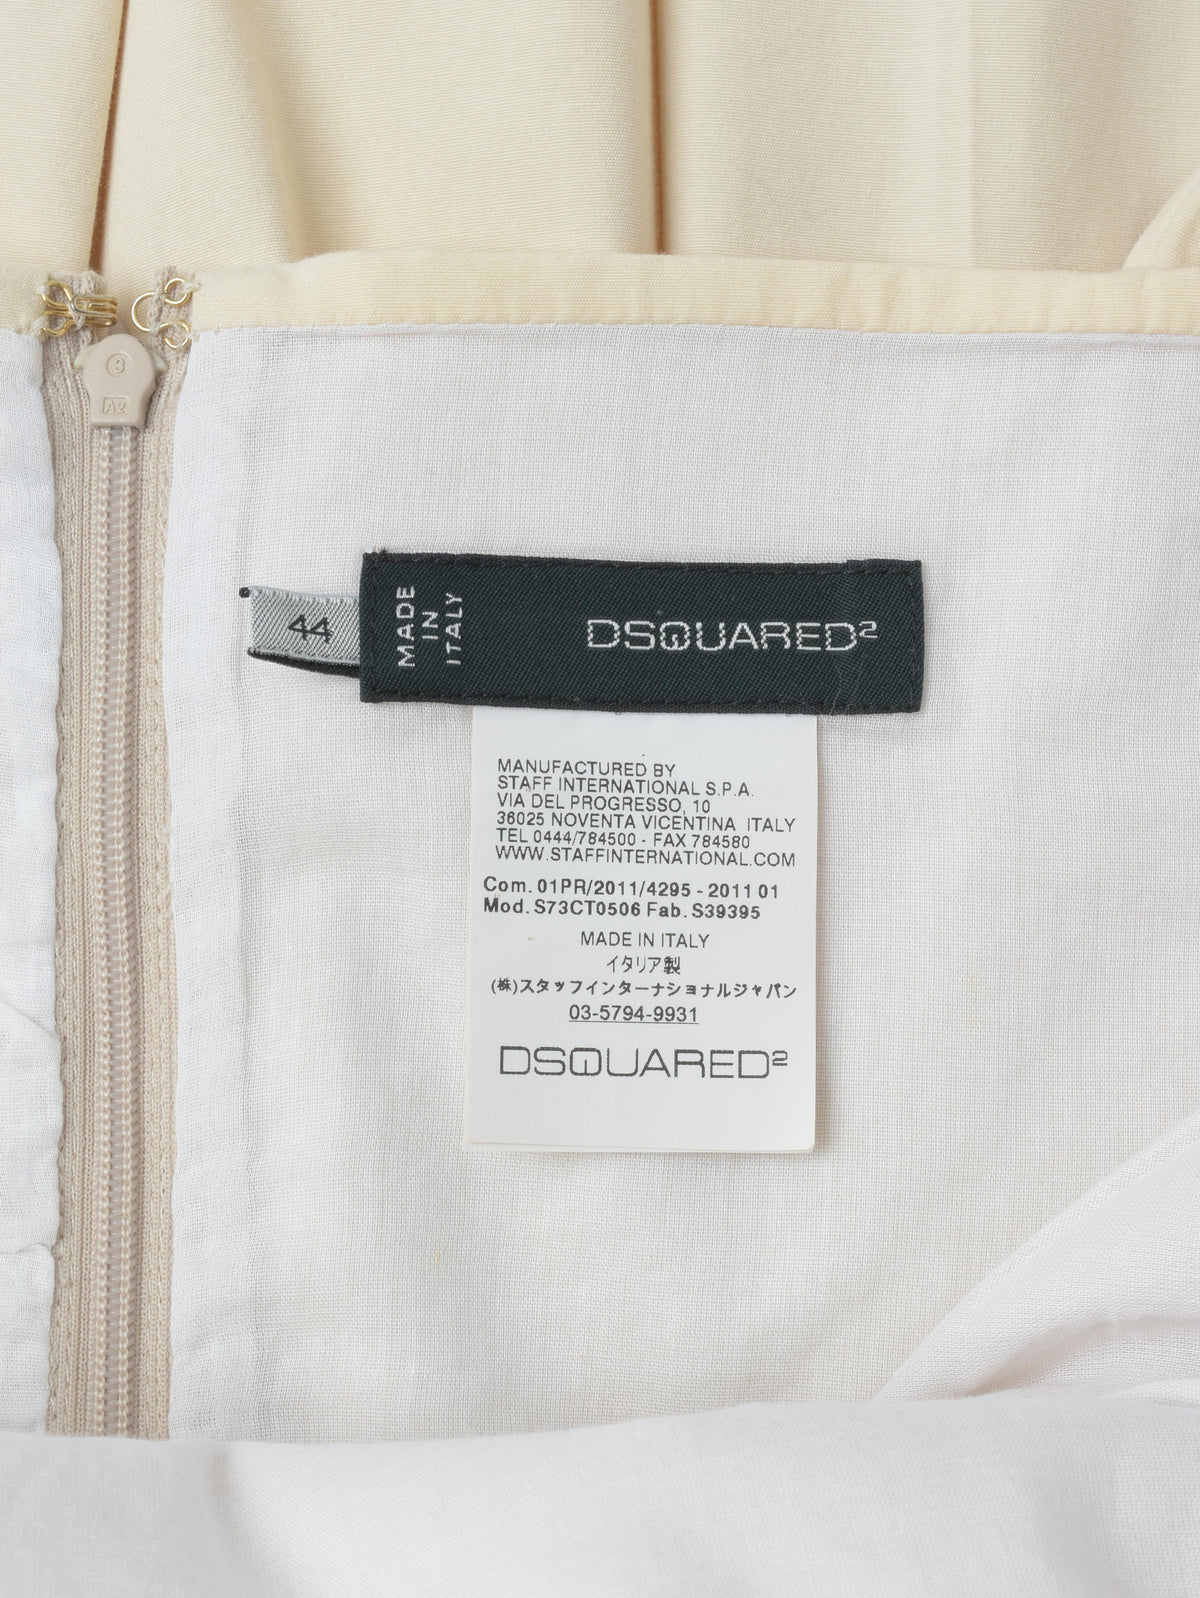 3
A2
44
MADE
IN
ITALY
DSQUARED²
MANUFACTURED BY
STAFF INTERNATIONAL S.P.A.
VIA DEL PROGRESSO, 10
36025 NOVENTA VICENTINA ITALY
TEL 0444/784500 - FAX 784580
WWW.STAFFINTERNATIONAL.COM
Com. 01PR/2011/4295 - 2011 01
Mod. S73CT0506 Fab. S39395
MADE IN ITALY
イタリア製
(株)スタッフインターナショナルジャパン
03-5794-9931
DSQUARED²